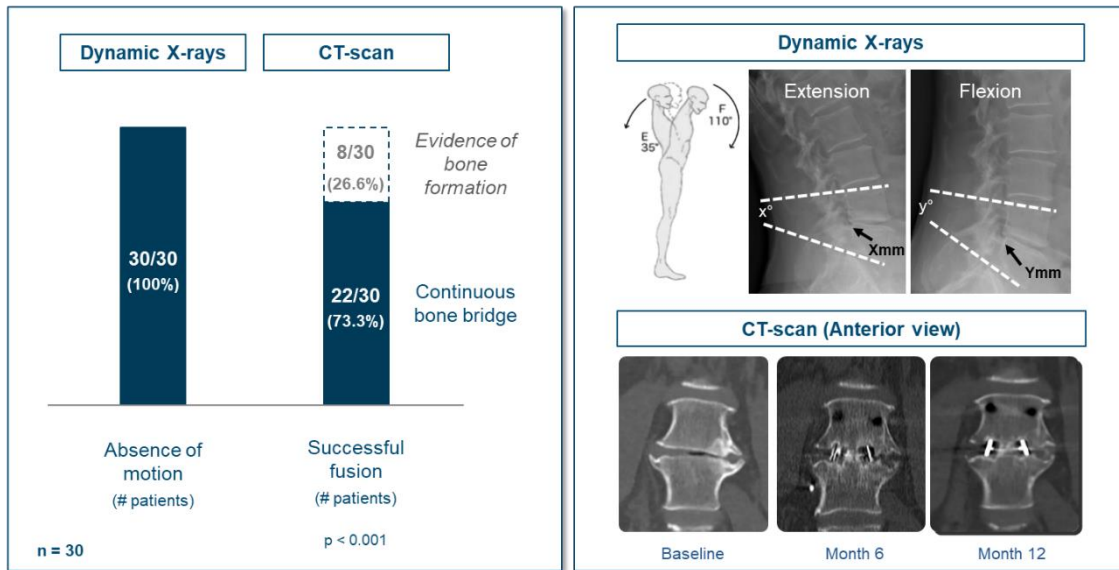 Dynamic X-rays
CT-scan
8/30
(26.6%)
Evidence of
bone
formation
30/30
(100%)
22/30
(73.3%)
Continuous
bone bridge
Absence of
motion
(# patients)
Successful
fusion
(# patients)
p < 0.001
n = 30
Dynamic X-rays
E
35°
F
110°
Extension
x°
Xmm
Flexion
y°
Ymm
CT-scan (Anterior view)
Baseline
Month 6
Month 12